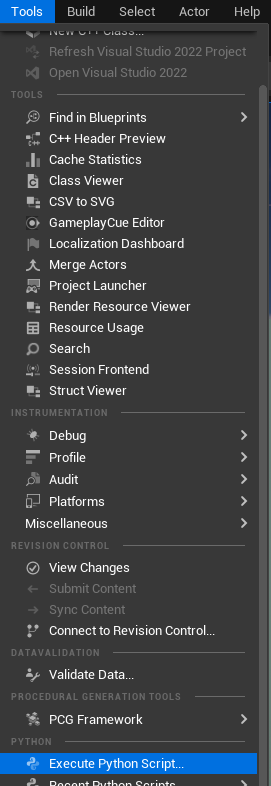 Tools Build Select Actor Help
New C++ Class...
Refresh Visual Studio 2022 Project
Open Visual Studio 2022
TOOLS
Find in Blueprints
C++ Header Preview
Cache Statistics
Class Viewer
CSV to SVG
GameplayCue Editor
Localization Dashboard
Merge Actors
Project Launcher
Render Resource Viewer
Resource Usage
Search
Session Frontend
Struct Viewer
INSTRUMENTATION
Debug
Profile
Audit
Platforms
Miscellaneous
REVISION CONTROL
View Changes
Submit Content
Sync Content
Connect to Revision Control...
DATAVALIDATION
Validate Data...
PROCEDURAL GENERATION TOOLS
PCG Framework
PYTHON
Execute Python Script...
Recent Python Scripts